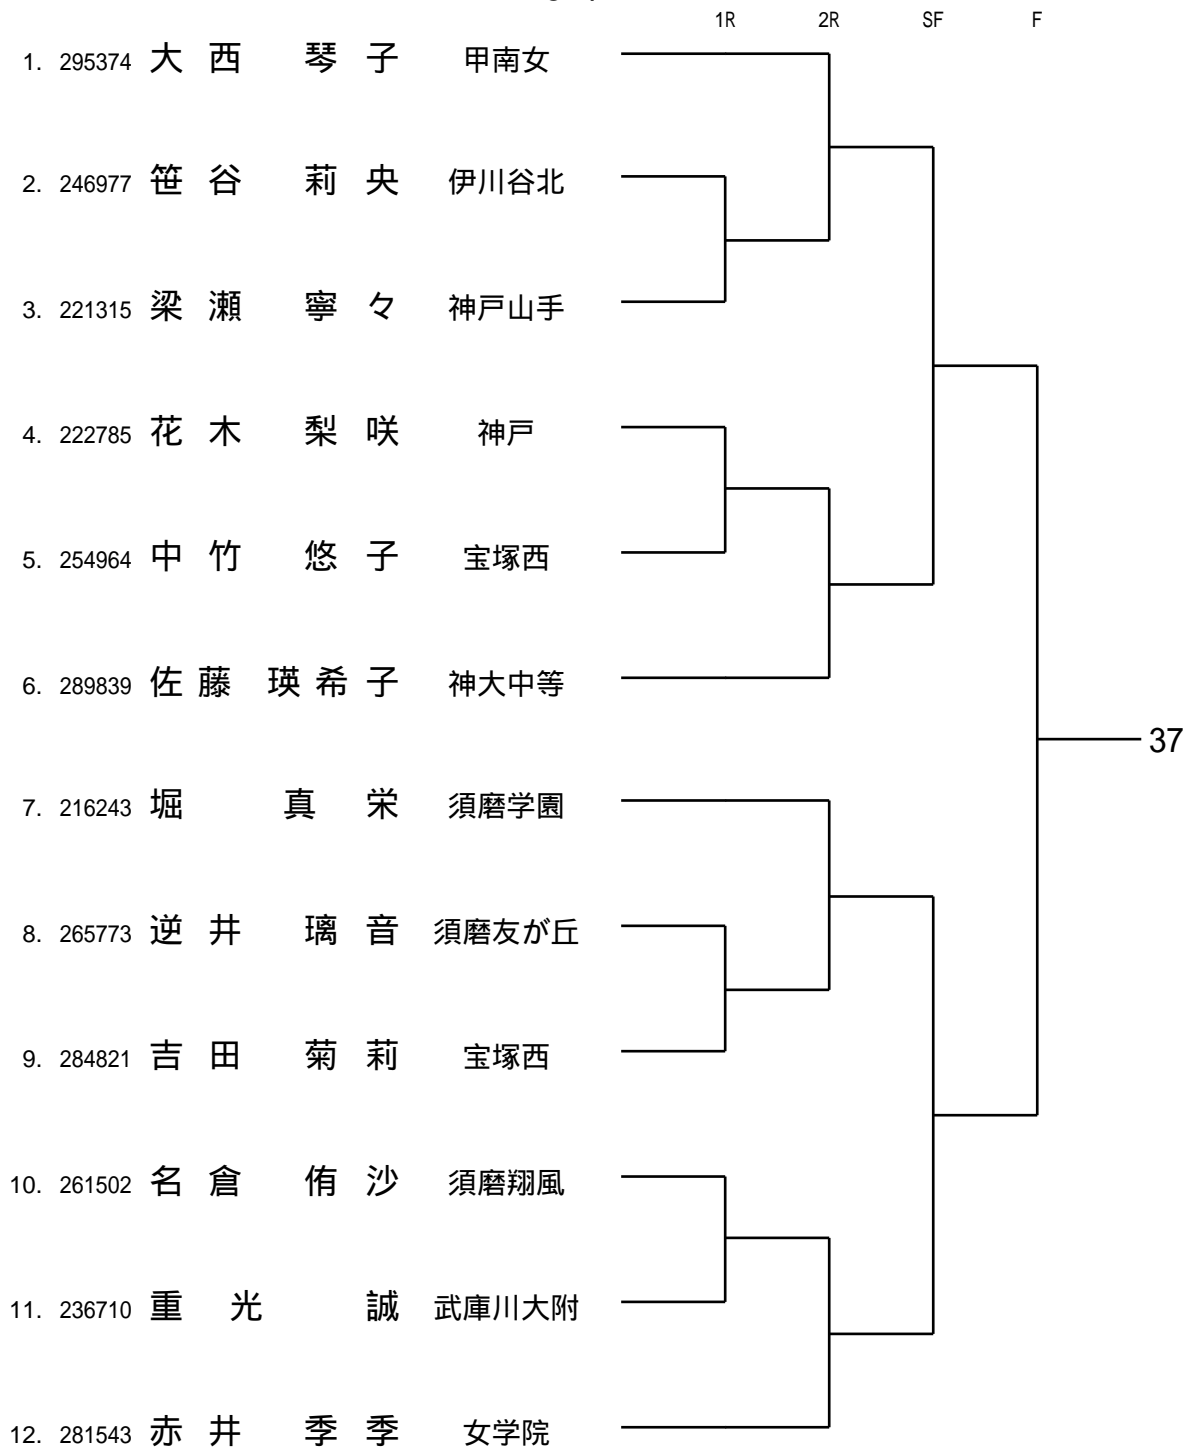 1R 2R SF F
1. 295374 大西 琴子 甲南女
2. 246977 笹谷 莉央 伊川谷北
3. 221315 梁瀬 寧々 神戸山手
4. 222785 花木 梨咲 神戸
5. 254964 中竹 悠子 宝塚西
6. 289839 佐藤 瑛希子 神大中等
37
7. 216243 堀 真栄 須磨学園
8. 265773 逆井 璃音 須磨友が丘
9. 284821 吉田 菊莉 宝塚西
10. 261502 名倉 侑沙 須磨翔風
11. 236710 重光 誠 武庫川大附
12. 281543 赤井 季季 女学院